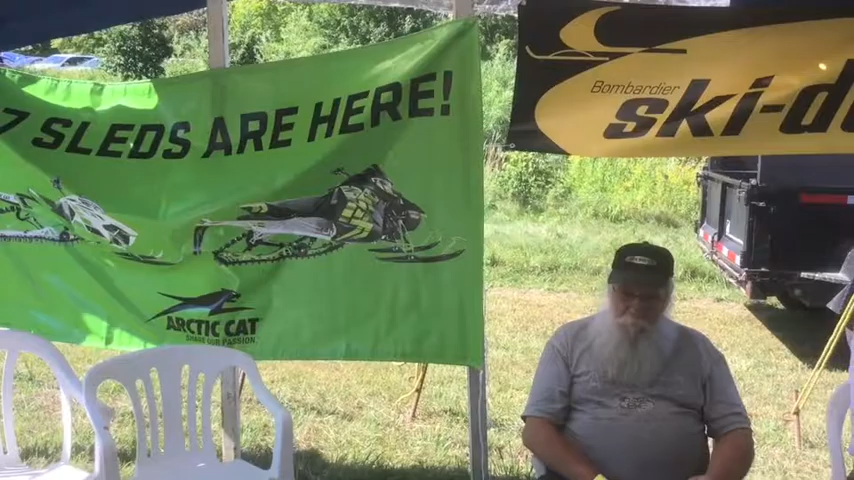 7 SLEDS ARE HERE!
ARCTIC CAT
SHARE OUR PASSION.
Bombardier
ski-d